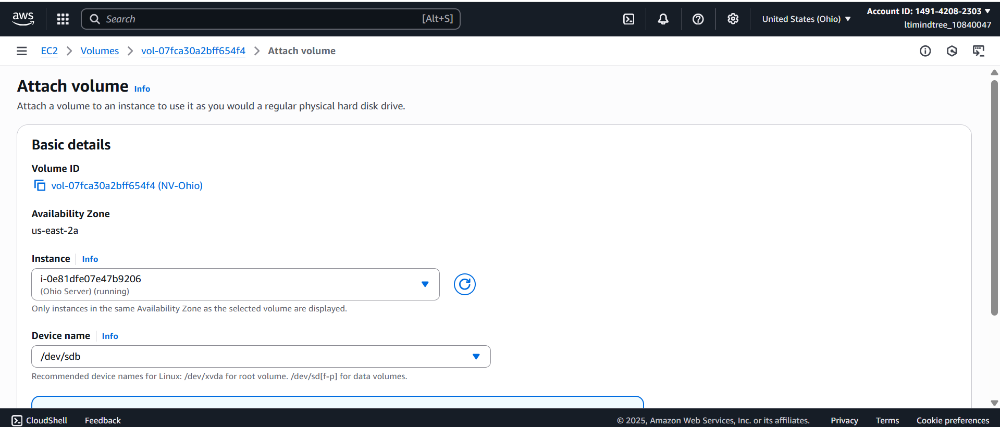 aws
Search [Alt+S]
United States (Ohio)
Account ID: 1491-4208-2303
ltimindtree_10840047
EC2 > Volumes > vol-07fca30a2bff654f4 > Attach volume
Attach volume Info
Attach a volume to an instance to use it as you would a regular physical hard disk drive.
Basic details
Volume ID
vol-07fca30a2bff654f4 (NV-Ohio)
Availability Zone
us-east-2a
Instance Info
i-0e81dfe07e47b9206
(Ohio Server) (running)
Only instances in the same Availability Zone as the selected volume are displayed.
Device name Info
/dev/sdb
Recommended device names for Linux: /dev/xvda for root volume. /dev/sd[f-p] for data volumes.
CloudShell Feedback © 2025, Amazon Web Services, Inc. or its affiliates. Privacy Terms Cookie preferences